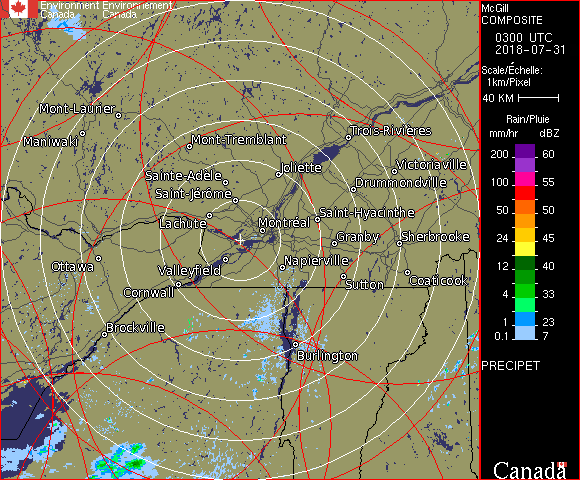 Environment Environnement
Canada Canada
McGill
COMPOSITE
0300 UTC
2018-07-31
Scale/Échelle:
1km/Pixel
40 KM
Rain/Pluie
mm/hr dBZ
200 60
100 55
50 50
24 45
12 40
4 33
1 23
0.1 7
PRECIPET
Mont-Laurier
Maniwaki
Mont-Tremblant
Trois-Rivières
Joliette
Victoriaville
Sainte-Adèle
Drummondville
Saint-Jérôme
Lachute
Saint-Hyacinthe
Montréal
Granby
Sherbrooke
Ottawa
Valleyfield
Napierville
Cornwall
Sutton
Coaticook
Brockville
Burlington
Canada